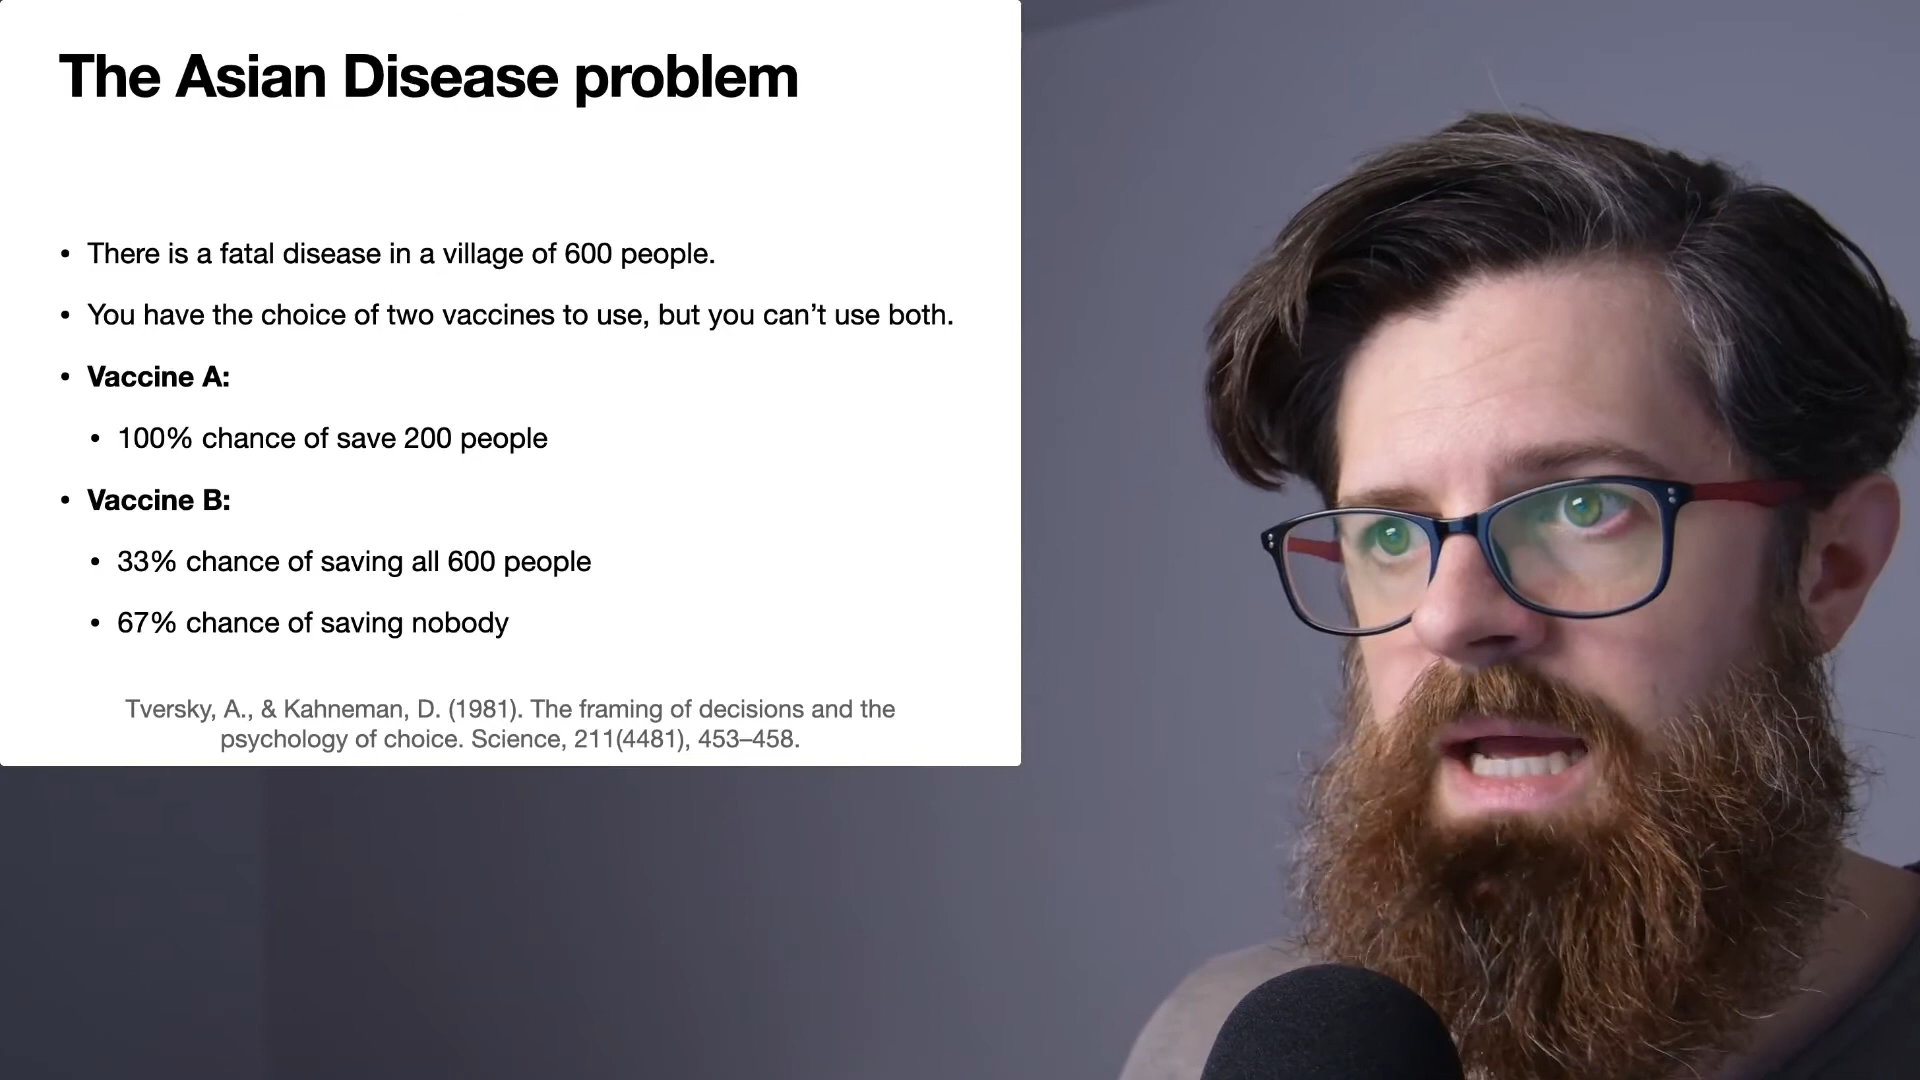 The Asian Disease problem
• There is a fatal disease in a village of 600 people.
• You have the choice of two vaccines to use, but you can’t use both.
• Vaccine A:
• 100% chance of save 200 people
• Vaccine B:
• 33% chance of saving all 600 people
• 67% chance of saving nobody
Tversky, A., & Kahneman, D. (1981). The framing of decisions and the
psychology of choice. Science, 211(4481), 453–458.